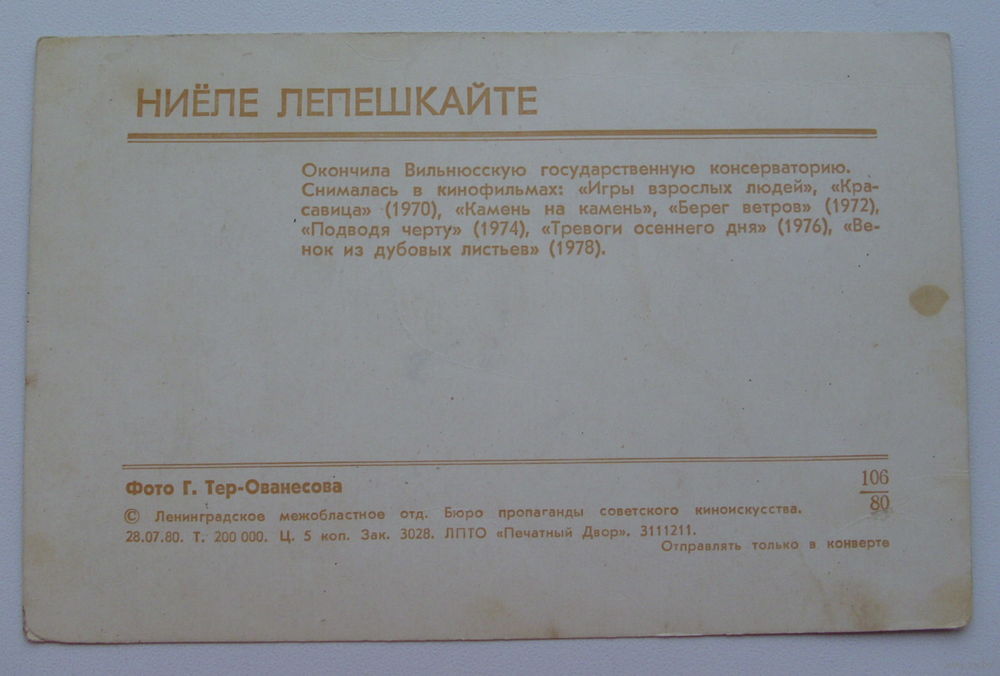 НИЁЛЕ ЛЕПЕШКАЙТЕ
Окончила Вильнюсскую государственную консерваторию.
Снималась в кинофильмах: «Игры взрослых людей», «Кра-
савица» (1970), «Камень на камень», «Берег ветров» (1972),
«Подводя черту» (1974), «Тревоги осеннего дня» (1976), «Ве-
нок из дубовых листьев» (1978).
Фото Г. Тер-Ованесова
106
80
© Ленинградское межобластное отд. Бюро пропаганды советского киноискусства.
28.07.80. Т. 200 000. Ц. 5 коп. Зак. 3028. ЛПТО «Печатный Двор». 3111211.
Отправлять только в конверте